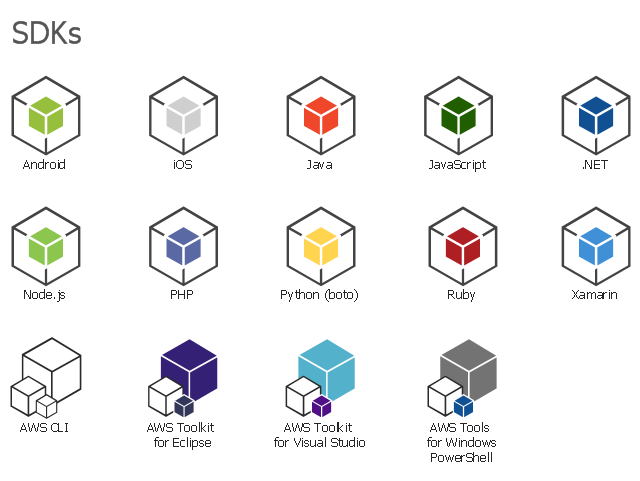 SDKs
Android
iOS
Java
JavaScript
.NET
Node.js
PHP
Python (boto)
Ruby
Xamarin
AWS CLI
AWS Toolkit
for Eclipse
AWS Toolkit
for Visual Studio
AWS Tools
for Windows
PowerShell